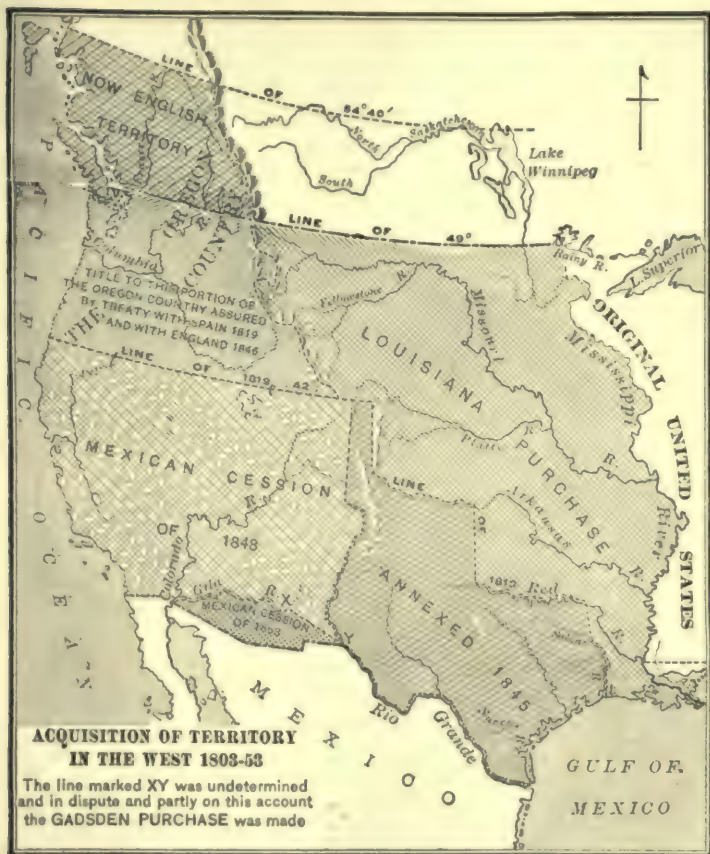 LINE OF 54°40'
NOW ENGLISH
TERRITORY
North
Saskatchewan
South
Lake
Winnipeg
LINE OF 49°
Rainy R.
L. Superior
THE OREGON COUNTRY
Columbia
TITLE TO THIS PORTION OF
THE OREGON COUNTRY ASSURED
BY TREATY WITH SPAIN 1819
AND WITH ENGLAND 1846
LINE OF 1819 42
Yellowstone R.
Missouri
R.
Mississippi
River
ORIGINAL UNITED STATES
LOUISIANA
PURCHASE
Platte
R.
Arkansas
R.
LINE OF
Red
R.
MEXICAN CESSION
OF 1848
Colorado
R.
Gila
R.
X
Y
MEXICAN CESSION
OF 1853
ANNEXED 1845
R.
R.
Rio Grande
MEXICO
PACIFIC OCEAN
GULF OF
MEXICO
ACQUISITION OF TERRITORY
IN THE WEST 1803-53
The line marked XY was undetermined
and in dispute and partly on this account
the GADSDEN PURCHASE was made